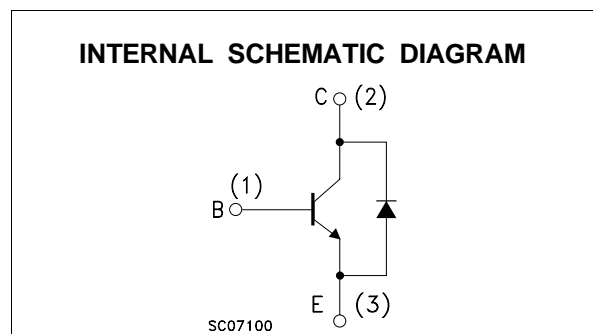 INTERNAL SCHEMATIC DIAGRAM
C (2)
(1)
B
E (3)
SC07100